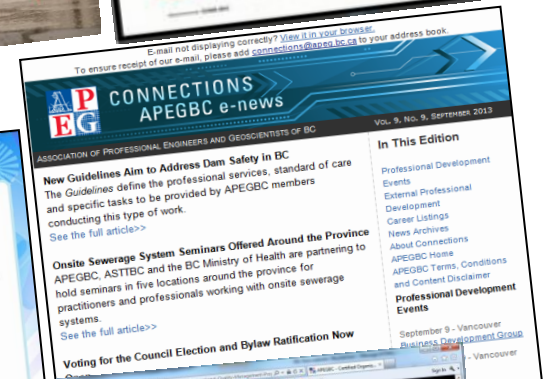 E-mail not displaying correctly? View it in your browser.
To ensure receipt of our e-mail, please add connections@apeg.bc.ca to your address book.
APEG
CONNECTIONS
APEGBC e-news
ASSOCIATION OF PROFESSIONAL ENGINEERS AND GEOSCIENTISTS OF BC
VOL. 9, NO. 9, SEPTEMBER 2013
New Guidelines Aim to Address Dam Safety in BC
The Guidelines define the professional services, standard of care
and specific tasks to be provided by APEGBC members
conducting this type of work.
See the full article>>
Onsite Sewerage System Seminars Offered Around the Province
APEGBC, ASTTBC and the BC Ministry of Health are partnering to
hold seminars in five locations around the province for
practitioners and professionals working with onsite sewerage
systems.
See the full article>>
Voting for the Council Election and Bylaw Ratification Now
In This Edition
Professional Development
Events
External Professional
Development
Career Listings
News Archives
About Connections
APEGBC Home
APEGBC Terms, Conditions
and Content Disclaimer
Professional Development
Events
September 9 - Vancouver
Business Development Group
- Vancouver
APEGBC - Certified Organiz...